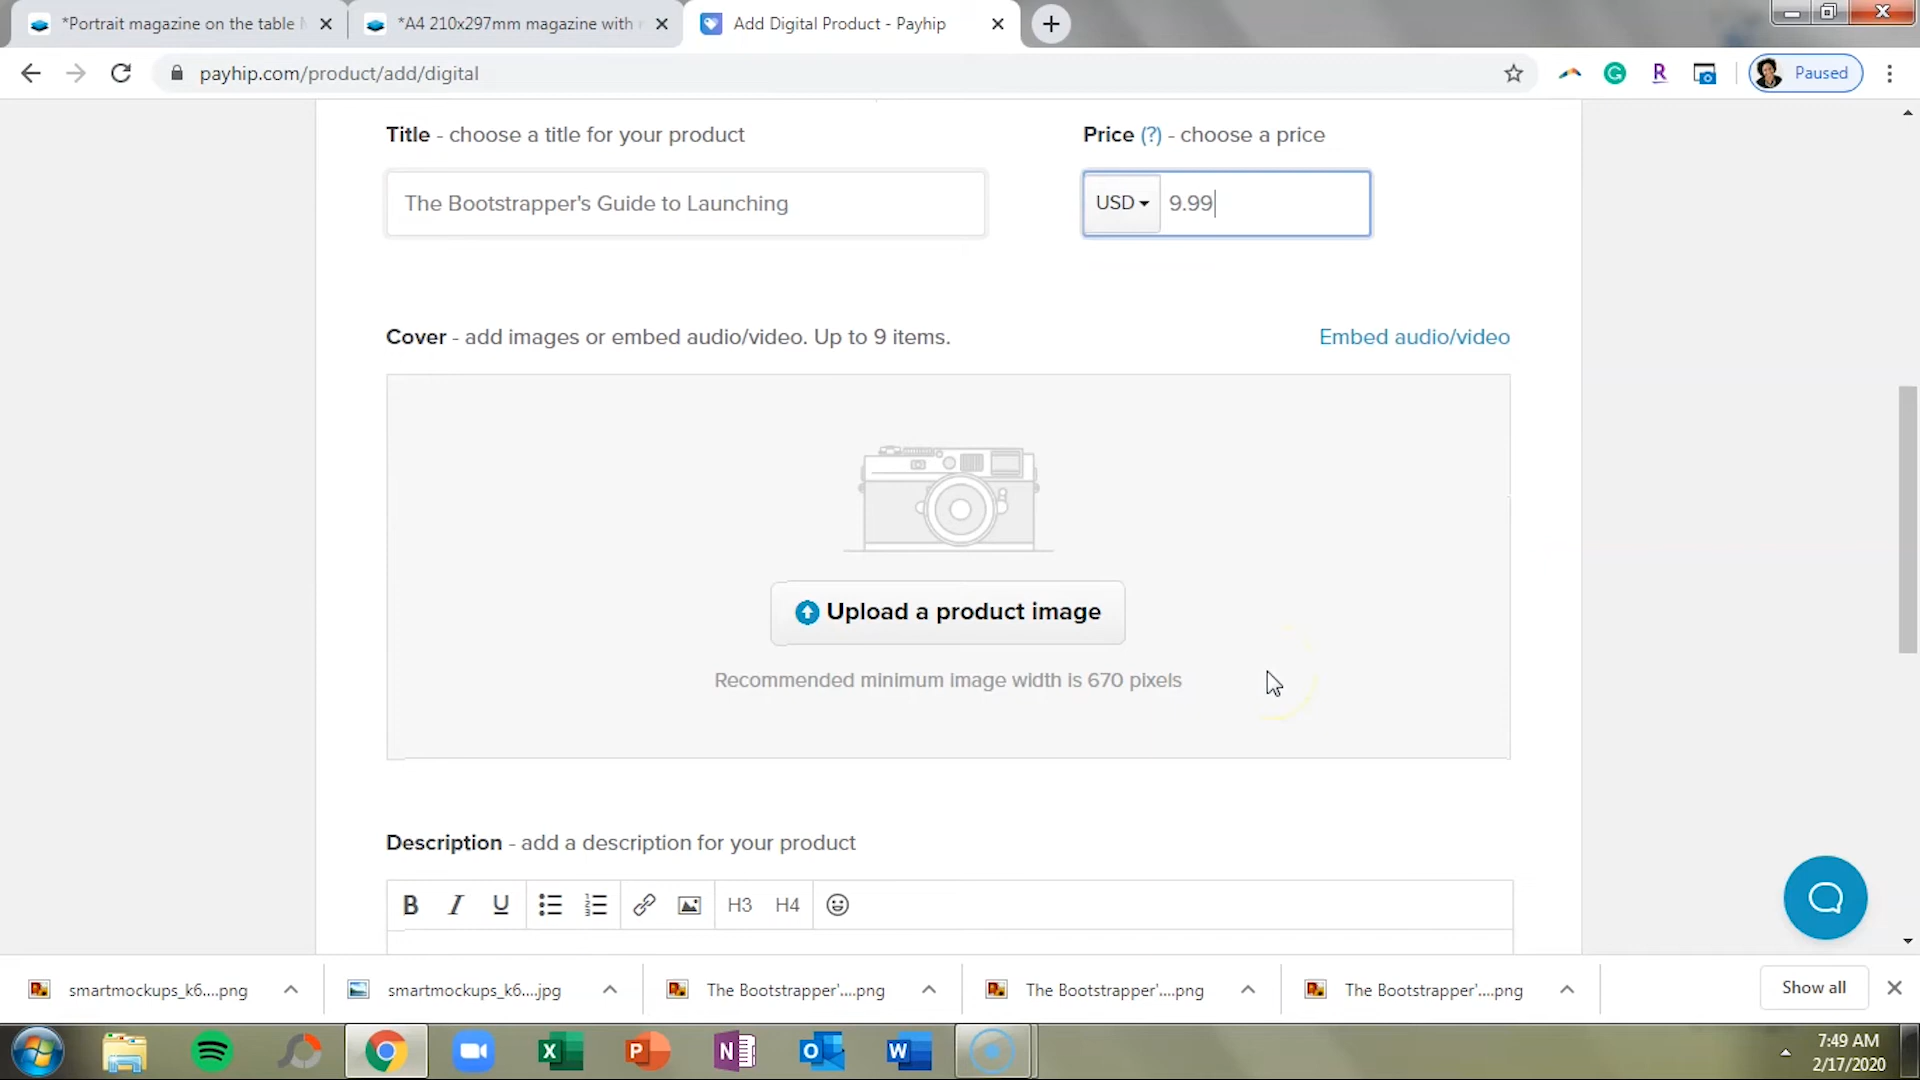 *Portrait magazine on the table
*A4 210x297mm magazine with
Add Digital Product - Payhip
payhip.com/product/add/digital
R
Paused
Title - choose a title for your product
Price (?) - choose a price
The Bootstrapper's Guide to Launching
USD
9.99
Cover - add images or embed audio/video. Up to 9 items.
Embed audio/video
Upload a product image
Recommended minimum image width is 670 pixels
Description - add a description for your product
B I U H3 H4
smartmockups_k6....png
smartmockups_k6....jpg
The Bootstrapper'....png
The Bootstrapper'....png
The Bootstrapper'....png
Show all
7:49 AM
2/17/2020